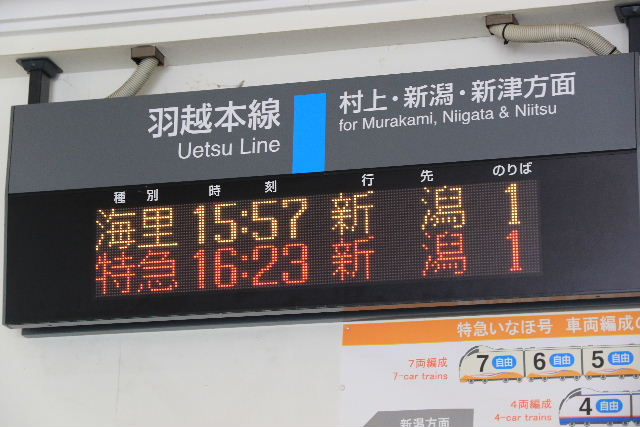 羽越本線
Uetsu Line
村上・新潟・新津方面
for Murakami, Niigata & Niitsu
種別 時刻 行先 のりば
海里 15:57 新潟 1
特急 16:23 新潟 1
特急いなほ号 車両編成の
7両編成
7-car trains
7 自由 6 自由 5 自由
4両編成
4-car trains
4 自由
新潟方面